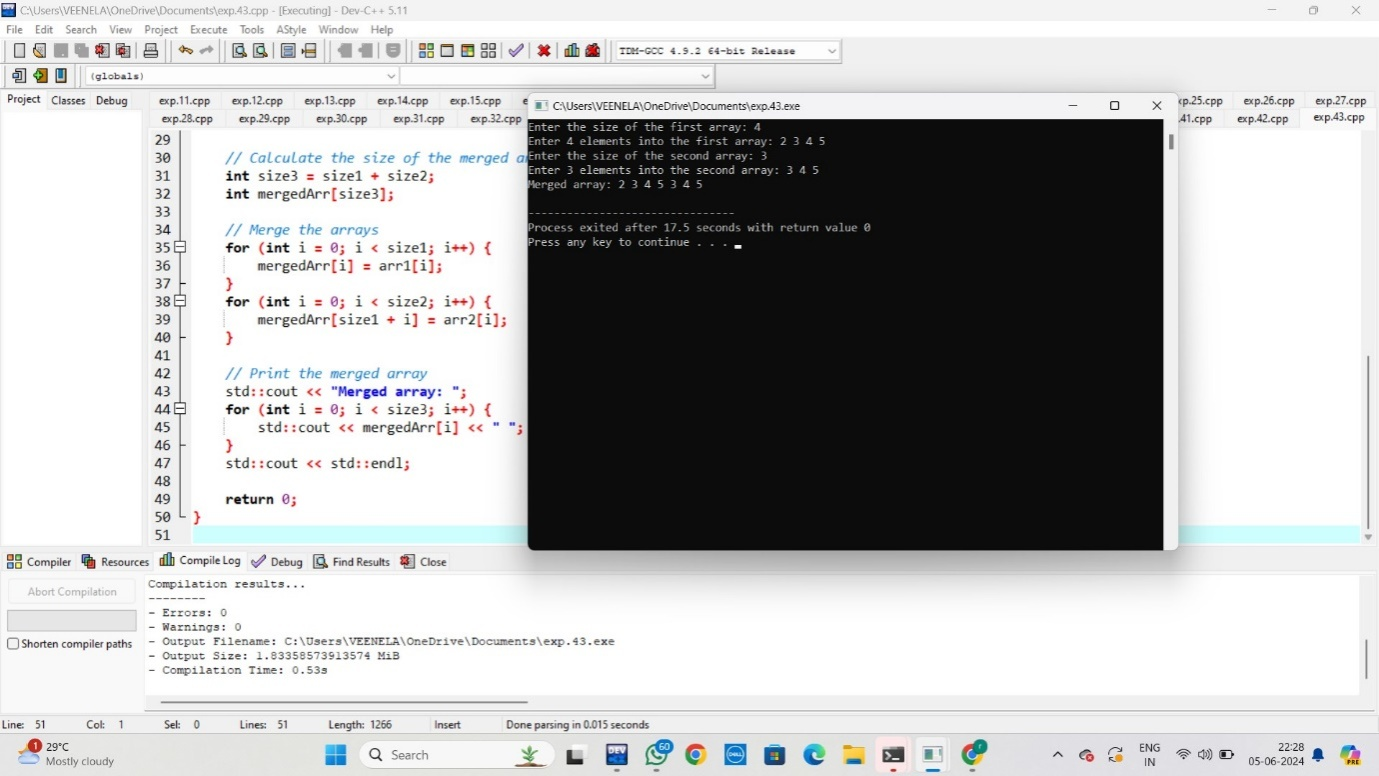 C:\Users\VEENELA\OneDrive\Documents\exp.43.cpp - [Executing] - Dev-C++ 5.11
File Edit Search View Project Execute Tools AStyle Window Help
TDM-GCC 4.9.2 64-bit Release
(globals)
Project Classes Debug
exp.11.cpp exp.12.cpp exp.13.cpp exp.14.cpp exp.15.cpp
exp.26.cpp exp.27.cpp
exp.28.cpp exp.29.cpp exp.30.cpp exp.31.cpp exp.32.cpp
exp.42.cpp exp.43.cpp
29
30 // Calculate the size of the merged
31 int size3 = size1 + size2;
32 int mergedArr[size3];
33
34 // Merge the arrays
35 for (int i = 0; i < size1; i++) {
36 mergedArr[i] = arr1[i];
37 }
38 for (int i = 0; i < size2; i++) {
39 mergedArr[size1 + i] = arr2[i];
40 }
41
42 // Print the merged array
43 std::cout << "Merged array: ";
44 for (int i = 0; i < size3; i++) {
45 std::cout << mergedArr[i] << " ";
46 }
47 std::cout << std::endl;
48
49 return 0;
50 }
51
C:\Users\VEENELA\OneDrive\Documents\exp.43.exe
Enter the size of the first array: 4
Enter 4 elements into the first array: 2 3 4 5
Enter the size of the second array: 3
Enter 3 elements into the second array: 3 4 5
Merged array: 2 3 4 5 3 4 5
--------------------------------
Process exited after 17.5 seconds with return value 0
Press any key to continue . . .
Compiler Resources Compile Log Debug Find Results Close
Abort Compilation
Shorten compiler paths
Compilation results...
--------
- Errors: 0
- Warnings: 0
- Output Filename: C:\Users\VEENELA\OneDrive\Documents\exp.43.exe
- Output Size: 1.83358573913574 MiB
- Compilation Time: 0.53s
Line: 51 Col: 1 Sel: 0 Lines: 51 Length: 1266 Insert Done parsing in 0.015 seconds
1
29°C
Mostly cloudy
Search
DEV
60
DELL
ENG
IN
22:28
05-06-2024
PRE